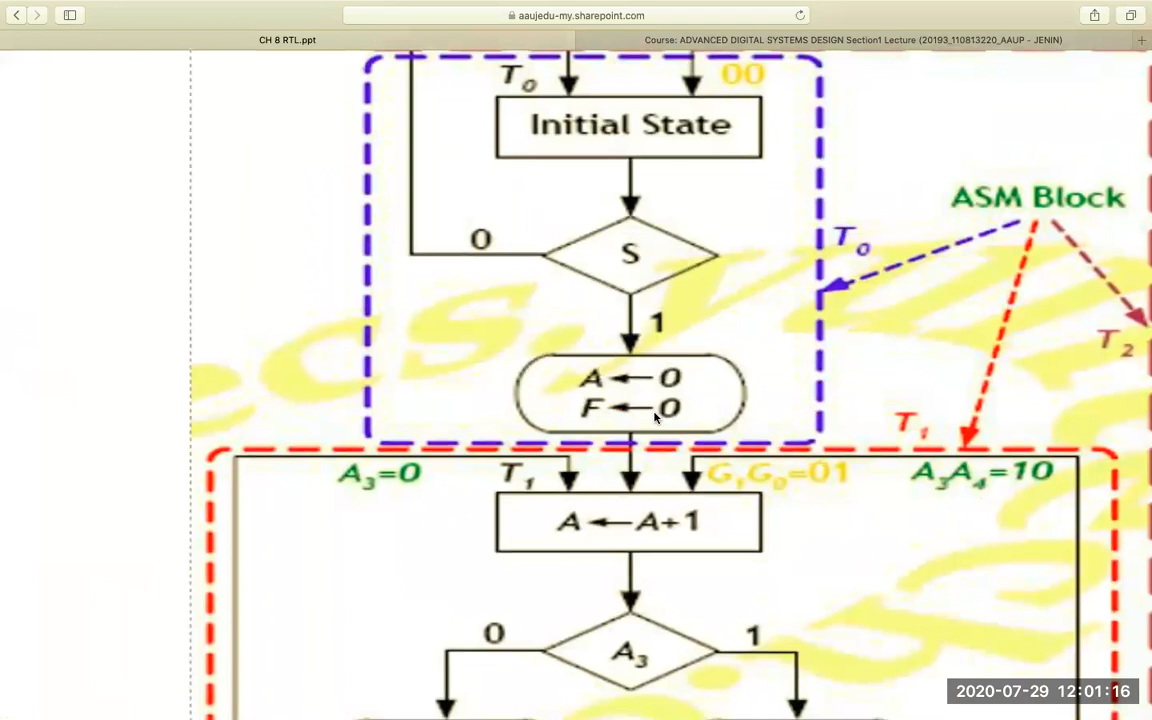 aaujedu-my.sharepoint.com
CH 8 RTL.ppt
Course: ADVANCED DIGITAL SYSTEMS DESIGN Section1 Lecture (20193_110813220_AAUP - JENIN)
T0 00
Initial State
ASM Block
0 S T0
1
T2
A←0
F←0
T1
A3=0 T1 G1G0=01 A3A4=10
A←A+1
0 1
A3
2020-07-29 12:01:16